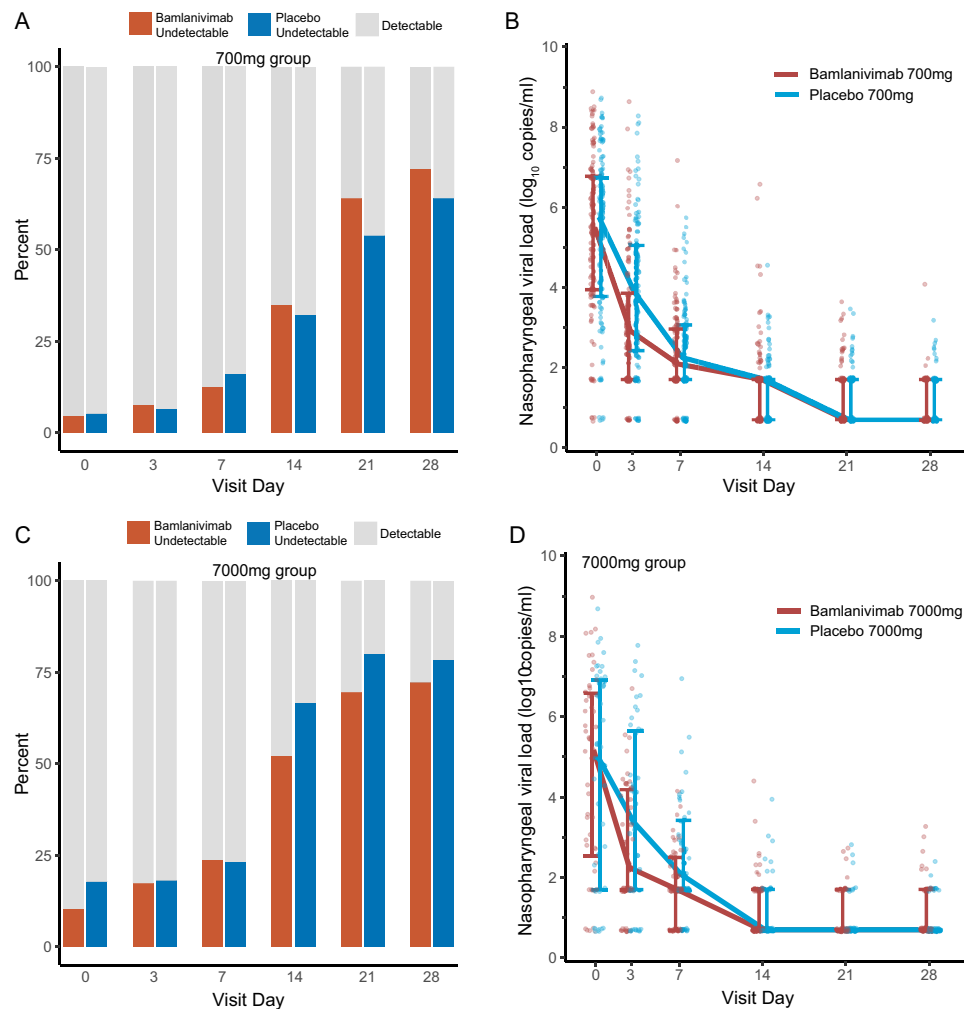 A
Bamlanivimab Undetectable
Placebo Undetectable
Detectable
700mg group
100
75
50
25
0
Percent
0 3 7 14 21 28
Visit Day
B
10
8
6
4
2
0
Nasopharyngeal viral load (log10 copies/ml)
Bamlanivimab 700mg
Placebo 700mg
0 3 7 14 21 28
Visit Day
C
Bamlanivimab Undetectable
Placebo Undetectable
Detectable
7000mg group
100
75
50
25
0
Percent
0 3 7 14 21 28
Visit Day
D
7000mg group
10
8
6
4
2
0
Nasopharyngeal viral load (log10copies/ml)
Bamlanivimab 7000mg
Placebo 7000mg
0 3 7 14 21 28
Visit Day